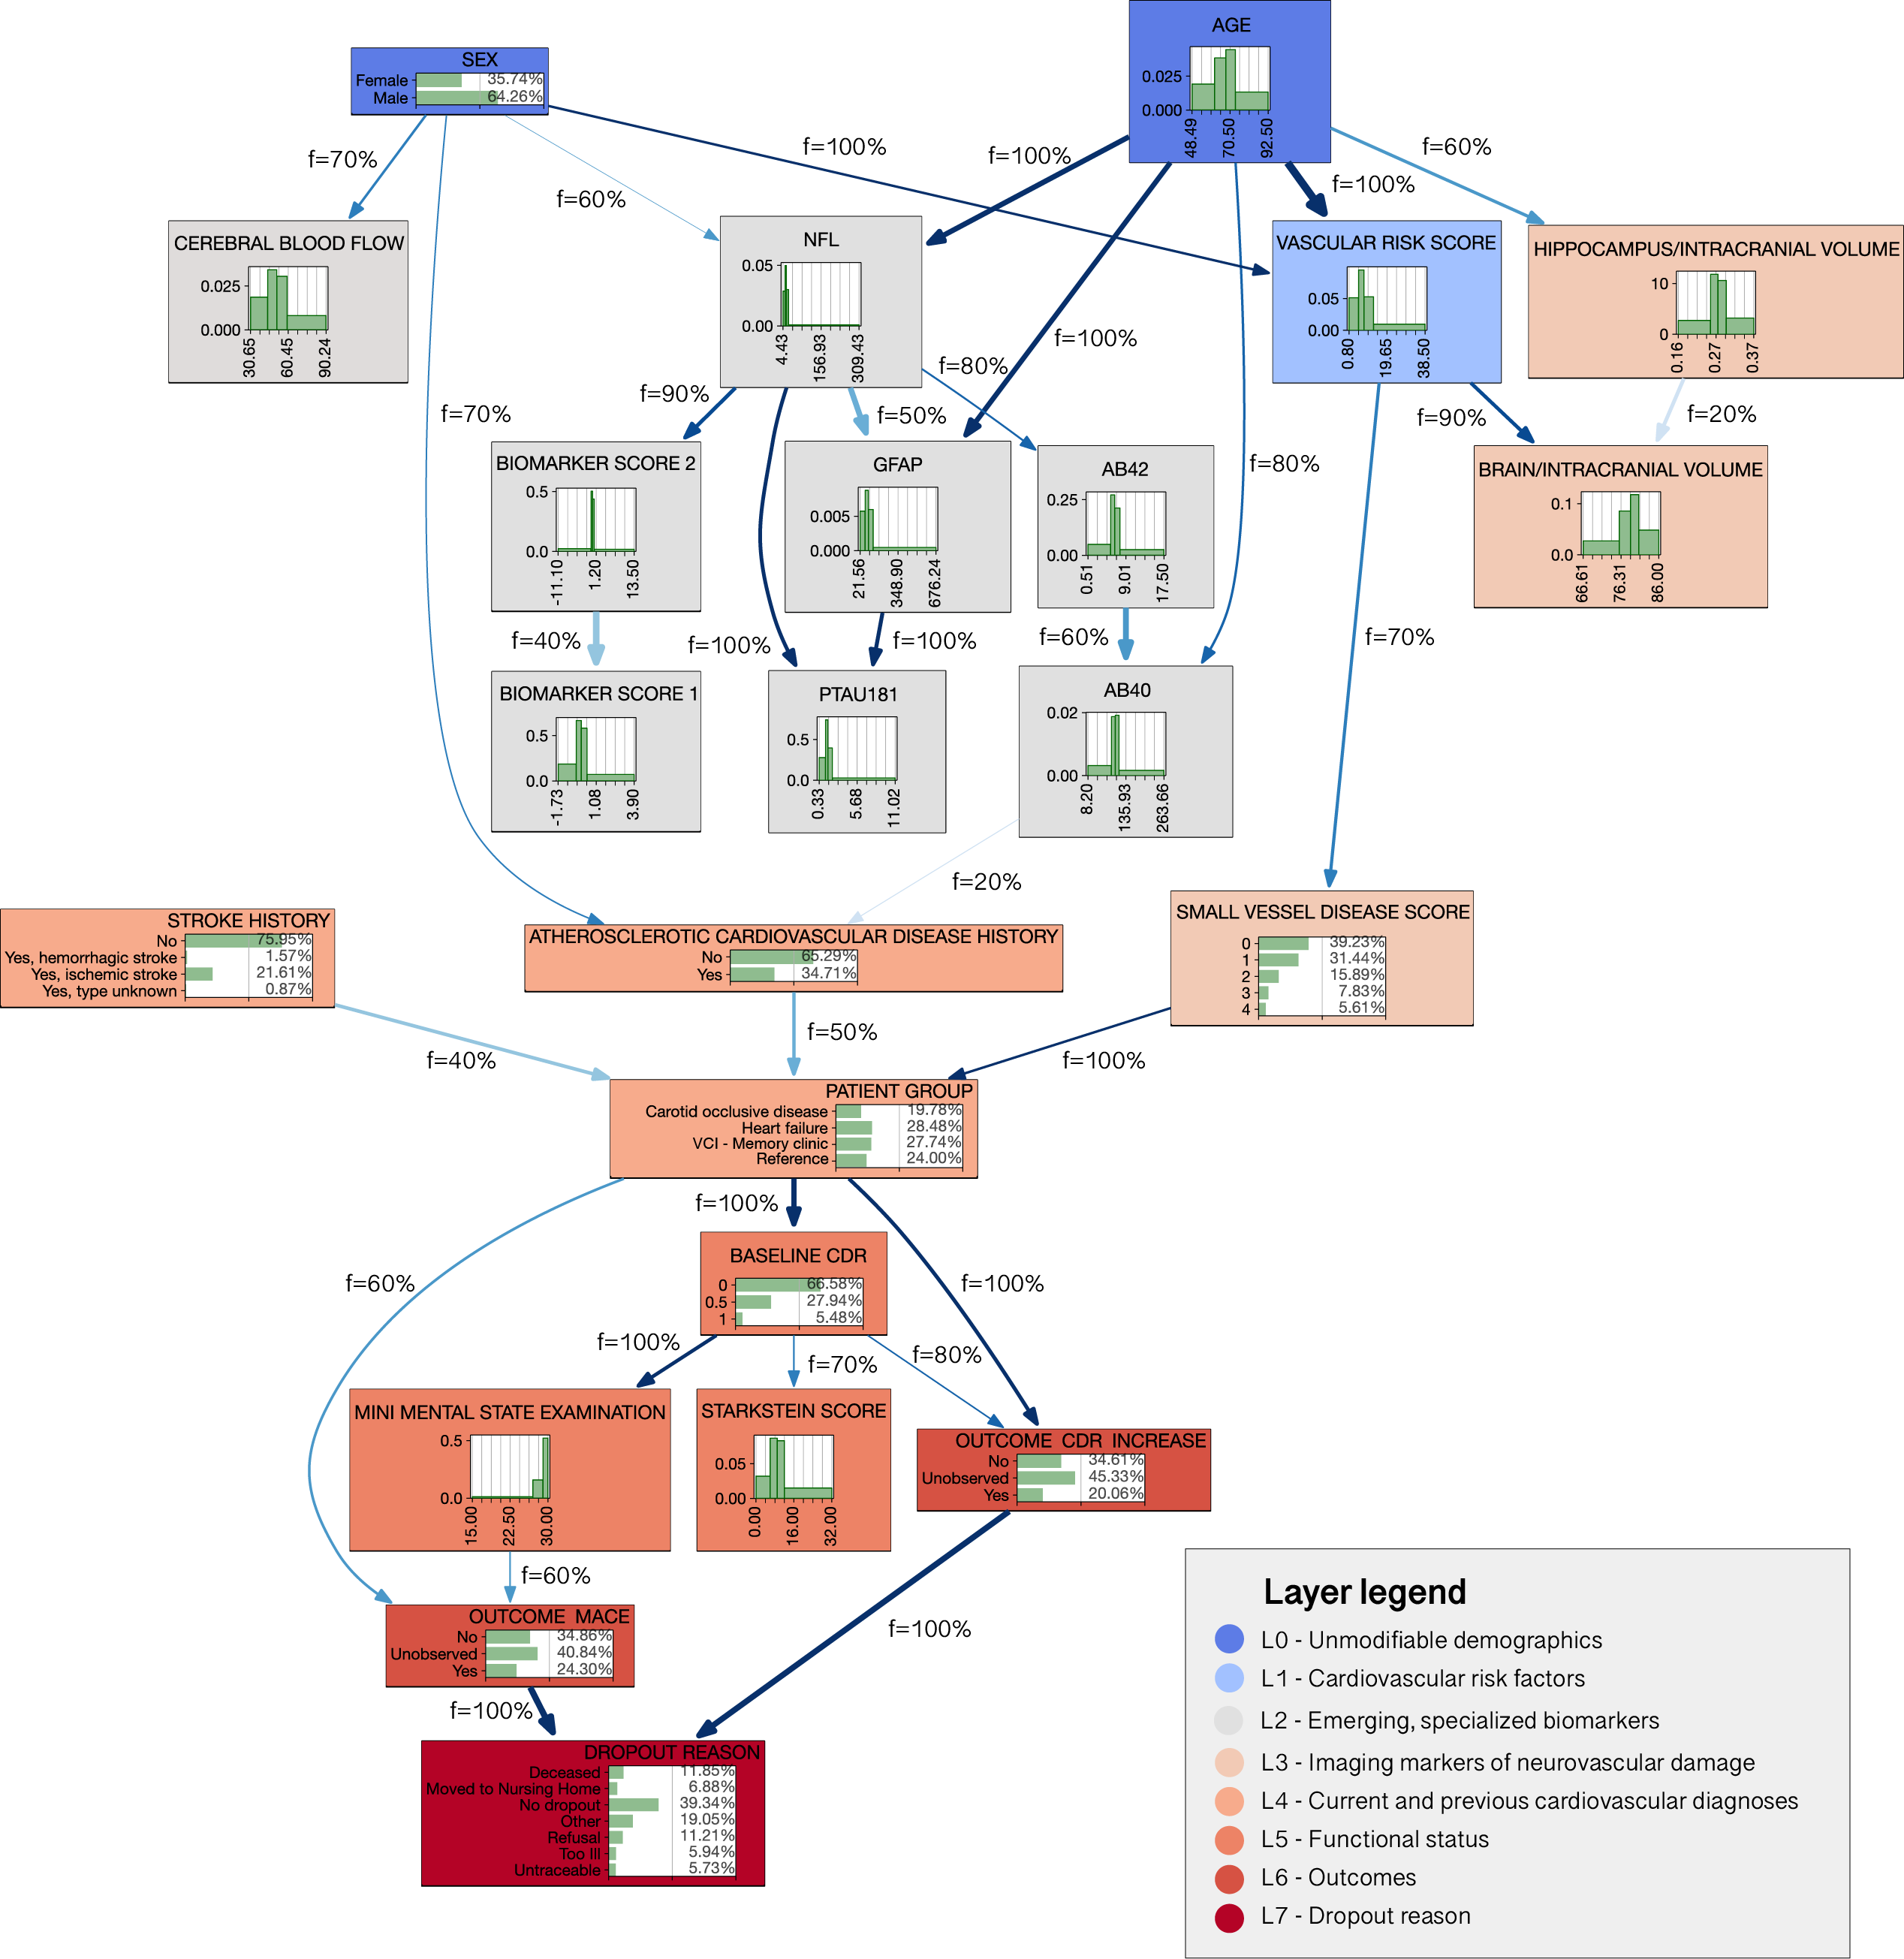 AGE
0.025
0.000
48.49
70.50
92.50
SEX
Female 35.74%
Male 64.26%
f=70%
f=60%
f=100%
f=100%
f=100%
f=60%
CEREBRAL BLOOD FLOW
0.025
0.000
30.65
60.45
90.24
NFL
0.05
0.00
4.43
156.93
309.43
VASCULAR RISK SCORE
0.05
0.00
0.80
19.65
38.50
HIPPOCAMPUS/INTRACRANIAL VOLUME
10
0
0.16
0.27
0.37
f=70%
f=90%
f=50%
f=80%
f=100%
f=80%
f=90%
f=20%
BIOMARKER SCORE 2
0.5
0.0
-11.10
1.20
13.50
GFAP
0.005
0.000
21.56
348.90
676.24
AB42
0.25
0.00
0.51
9.01
17.50
BRAIN/INTRACRANIAL VOLUME
0.1
0.0
66.61
76.31
86.00
f=40%
f=100%
f=100%
f=60%
f=70%
BIOMARKER SCORE 1
0.5
0.0
-1.73
1.08
3.90
PTAU181
0.5
0.0
0.33
5.68
11.02
AB40
0.02
0.00
8.20
135.93
263.66
f=20%
STROKE HISTORY
No 75.95%
Yes, hemorrhagic stroke 1.57%
Yes, ischemic stroke 21.61%
Yes, type unknown 0.87%
ATHEROSCLEROTIC CARDIOVASCULAR DISEASE HISTORY
No 65.29%
Yes 34.71%
SMALL VESSEL DISEASE SCORE
0 39.23%
1 31.44%
2 15.89%
3 7.83%
4 5.61%
f=40%
f=50%
f=100%
PATIENT GROUP
Carotid occlusive disease 19.78%
Heart failure 28.48%
VCI - Memory clinic 27.74%
Reference 24.00%
f=60%
f=100%
f=100%
BASELINE CDR
0 66.58%
0.5 27.94%
1 5.48%
f=100%
f=70%
f=80%
MINI MENTAL STATE EXAMINATION
0.5
0.0
15.00
22.50
30.00
STARKSTEIN SCORE
0.05
0.00
0.00
16.00
32.00
OUTCOME CDR INCREASE
No 34.61%
Unobserved 45.33%
Yes 20.06%
f=60%
f=100%
OUTCOME MACE
No 34.86%
Unobserved 40.84%
Yes 24.30%
f=100%
DROPOUT REASON
Deceased 11.85%
Moved to Nursing Home 6.88%
No dropout 39.34%
Other 19.05%
Refusal 11.21%
Too Ill 5.94%
Untraceable 5.73%
Layer legend
L0 - Unmodifiable demographics
L1 - Cardiovascular risk factors
L2 - Emerging, specialized biomarkers
L3 - Imaging markers of neurovascular damage
L4 - Current and previous cardiovascular diagnoses
L5 - Functional status
L6 - Outcomes
L7 - Dropout reason